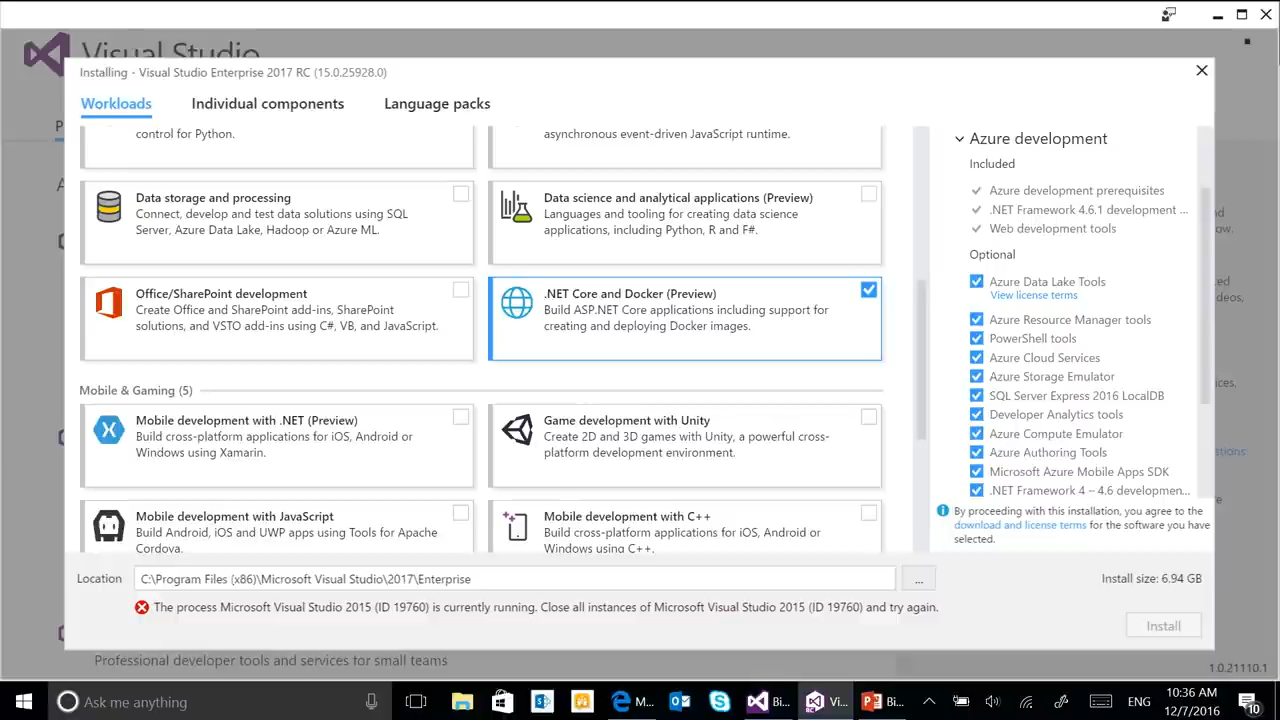 Visual Studio
Installing - Visual Studio Enterprise 2017 RC (15.0.25928.0)
Workloads
Individual components
Language packs
control for Python.
asynchronous event-driven JavaScript runtime.
Data storage and processing
Connect, develop and test data solutions using SQL
Server, Azure Data Lake, Hadoop or Azure ML.
Data science and analytical applications (Preview)
Languages and tooling for creating data science
applications, including Python, R and F#.
Office/SharePoint development
Create Office and SharePoint add-ins, SharePoint
solutions, and VSTO add-ins using C#, VB, and JavaScript.
.NET Core and Docker (Preview)
Build ASP.NET Core applications including support for
creating and deploying Docker images.
Mobile & Gaming (5)
Mobile development with .NET (Preview)
Build cross-platform applications for iOS, Android or
Windows using Xamarin.
Game development with Unity
Create 2D and 3D games with Unity, a powerful cross-
platform development environment.
Mobile development with JavaScript
Build Android, iOS and UWP apps using Tools for Apache
Cordova.
Mobile development with C++
Build cross-platform applications for iOS, Android or
Windows using C++.
Azure development
Included
Azure development prerequisites
.NET Framework 4.6.1 development ...
Web development tools
Optional
Azure Data Lake Tools
View license terms
Azure Resource Manager tools
PowerShell tools
Azure Cloud Services
Azure Storage Emulator
SQL Server Express 2016 LocalDB
Developer Analytics tools
Azure Compute Emulator
Azure Authoring Tools
Microsoft Azure Mobile Apps SDK
.NET Framework 4 – 4.6 developmen...
By proceeding with this installation, you agree to the
download and license terms for the software you have
selected.
Location
C:\Program Files (x86)\Microsoft Visual Studio\2017\Enterprise
...
Install size: 6.94 GB
The process Microsoft Visual Studio 2015 (ID 19760) is currently running. Close all instances of Microsoft Visual Studio 2015 (ID 19760) and try again.
Install
Professional developer tools and services for small teams
1.0.21110.1
Ask me anything
M...
Bi...
Vi...
Bi...
ENG
10:36 AM
12/7/2016
10